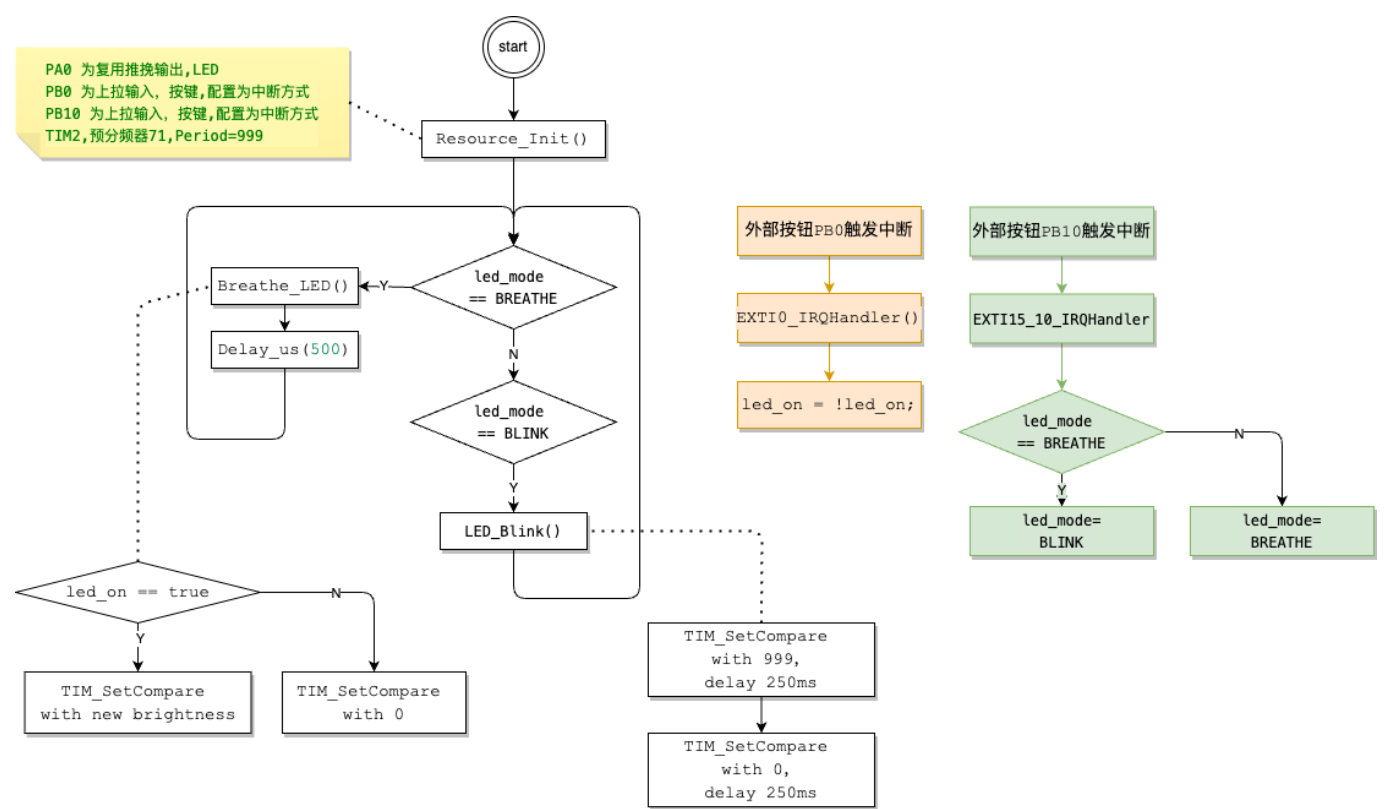 start
PA0 为复用推挽输出,LED
PB0 为上拉输入，按键,配置为中断方式
PB10 为上拉输入，按键,配置为中断方式
TIM2,预分频器71,Period=999
Resource_Init()
led_mode
== BREATHE
Y
Breathe_LED()
Delay_us(500)
N
led_mode
== BLINK
Y
LED_Blink()
led_on == true
N
Y
TIM_SetCompare
with new brightness
TIM_SetCompare
with 0
TIM_SetCompare
with 999,
delay 250ms
TIM_SetCompare
with 0,
delay 250ms
外部按钮PB0触发中断
EXTI0_IRQHandler()
led_on = !led_on;
外部按钮PB10触发中断
EXTI15_10_IRQHandler
led_mode
== BREATHE
N
Y
led_mode=
BLINK
led_mode=
BREATHE